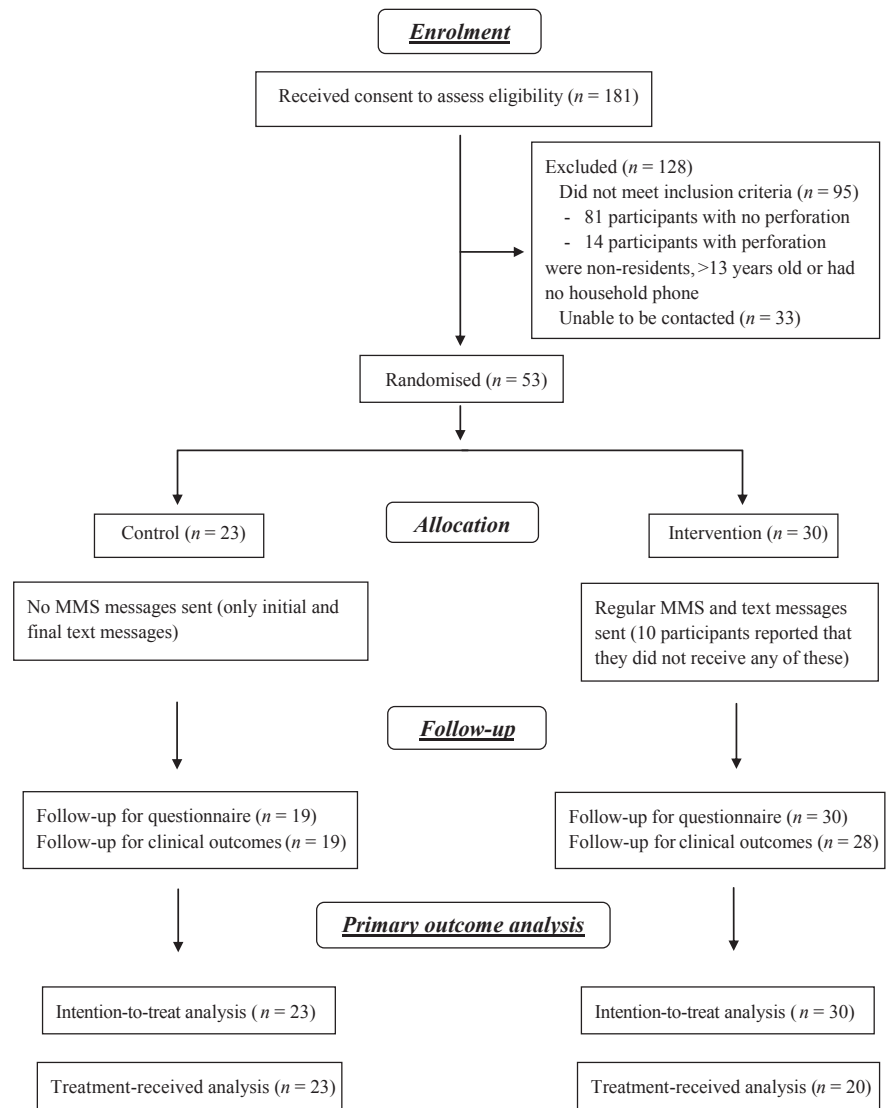 Enrolment
Received consent to assess eligibility (n = 181)
Excluded (n = 128)
Did not meet inclusion criteria (n = 95)
- 81 participants with no perforation
- 14 participants with perforation
were non-residents, >13 years old or had
no household phone
Unable to be contacted (n = 33)
Randomised (n = 53)
Allocation
Control (n = 23)
Intervention (n = 30)
No MMS messages sent (only initial and
final text messages)
Regular MMS and text messages
sent (10 participants reported that
they did not receive any of these)
Follow-up
Follow-up for questionnaire (n = 19)
Follow-up for clinical outcomes (n = 19)
Follow-up for questionnaire (n = 30)
Follow-up for clinical outcomes (n = 28)
Primary outcome analysis
Intention-to-treat analysis (n = 23)
Intention-to-treat analysis (n = 30)
Treatment-received analysis (n = 23)
Treatment-received analysis (n = 20)